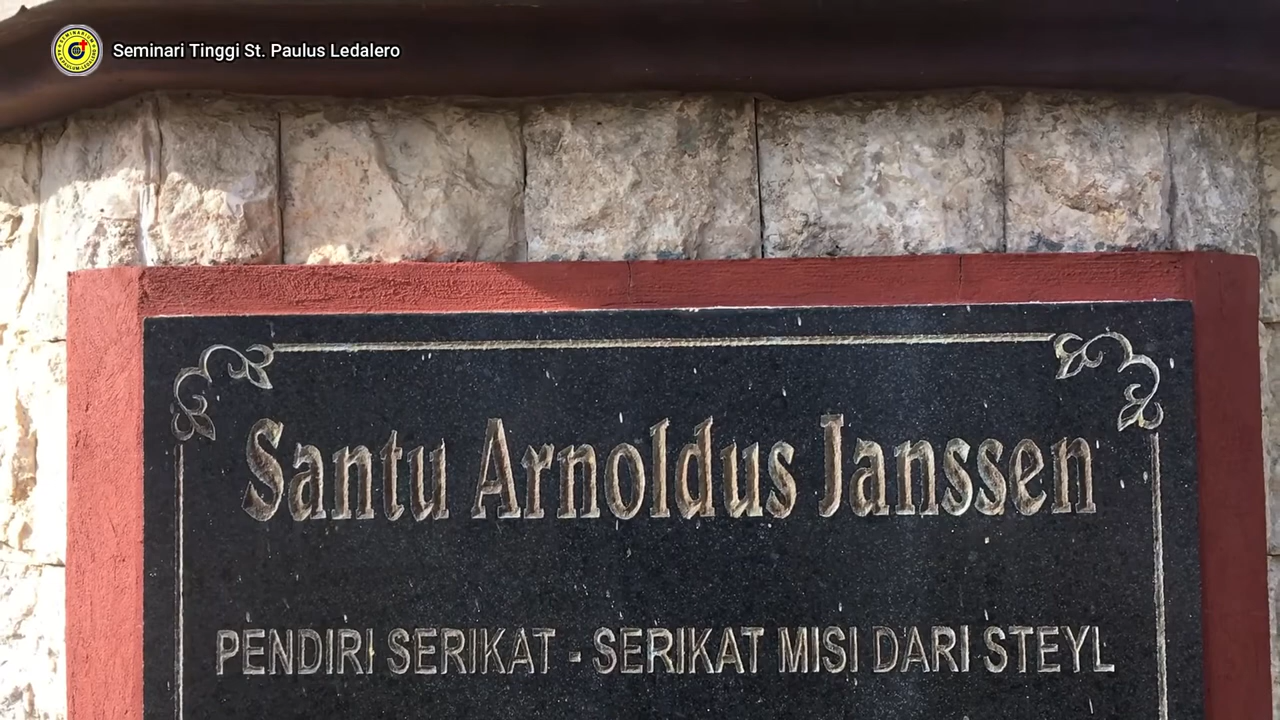 Seminari Tinggi St. Paulus Ledalero
Santu Arnoldus Janssen
PENDIRI SERIKAT - SERIKAT MISI DARI STEYL